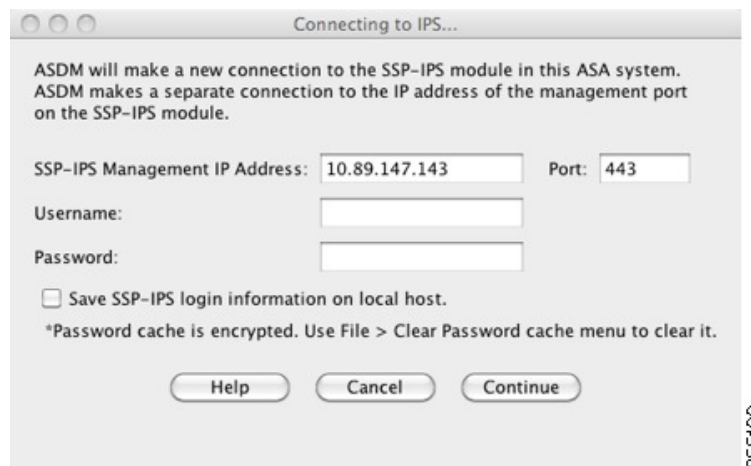 Connecting to IPS...
ASDM will make a new connection to the SSP-IPS module in this ASA system.
ASDM makes a separate connection to the IP address of the management port
on the SSP-IPS module.
SSP-IPS Management IP Address: 10.89.147.143 Port: 443
Username:
Password:
Save SSP-IPS login information on local host.
*Password cache is encrypted. Use File > Clear Password cache menu to clear it.
Help Cancel Continue